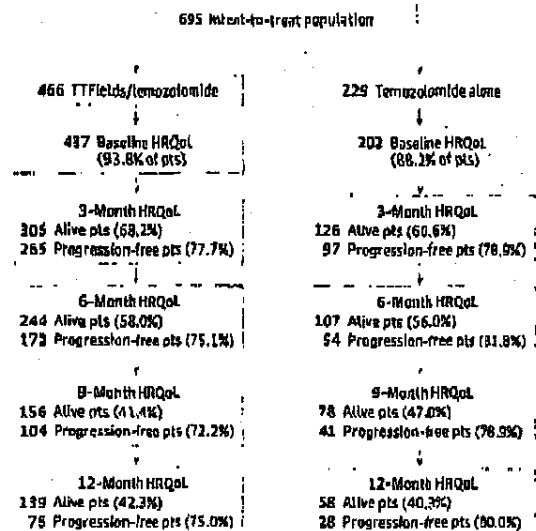 695 Intent-to-treat population
466 TTFields/temozolomide
437 Baseline HRQoL
(93.8% of pts)
3-Month HRQoL
305 Alive pts (68.2%)
265 Progression-free pts (77.7%)
6-Month HRQoL
244 Alive pts (58.0%)
173 Progression-free pts (75.1%)
9-Month HRQoL
156 Alive pts (41.4%)
104 Progression-free pts (72.2%)
12-Month HRQoL
139 Alive pts (42.3%)
75 Progression-free pts (75.0%)
229 Temozolomide alone
202 Baseline HRQoL
(88.2% of pts)
3-Month HRQoL
126 Alive pts (60.6%)
97 Progression-free pts (78.9%)
6-Month HRQoL
107 Alive pts (56.0%)
54 Progression-free pts (81.8%)
9-Month HRQoL
78 Alive pts (47.0%)
41 Progression-free pts (78.9%)
12-Month HRQoL
58 Alive pts (40.3%)
28 Progression-free pts (80.0%)